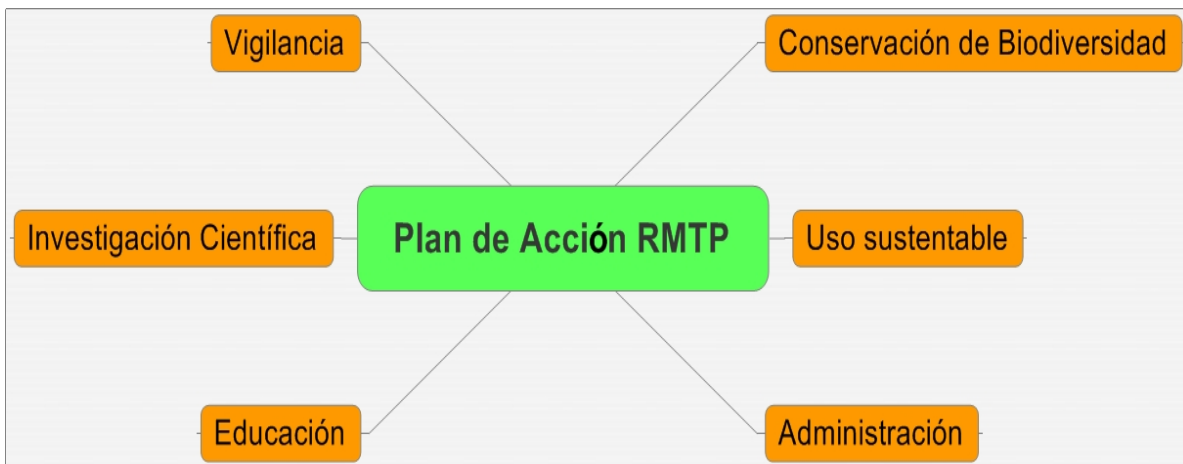 Vigilancia
Conservación de Biodiversidad
Investigación Científica
Plan de Acción RMTP
Uso sustentable
Educación
Administración